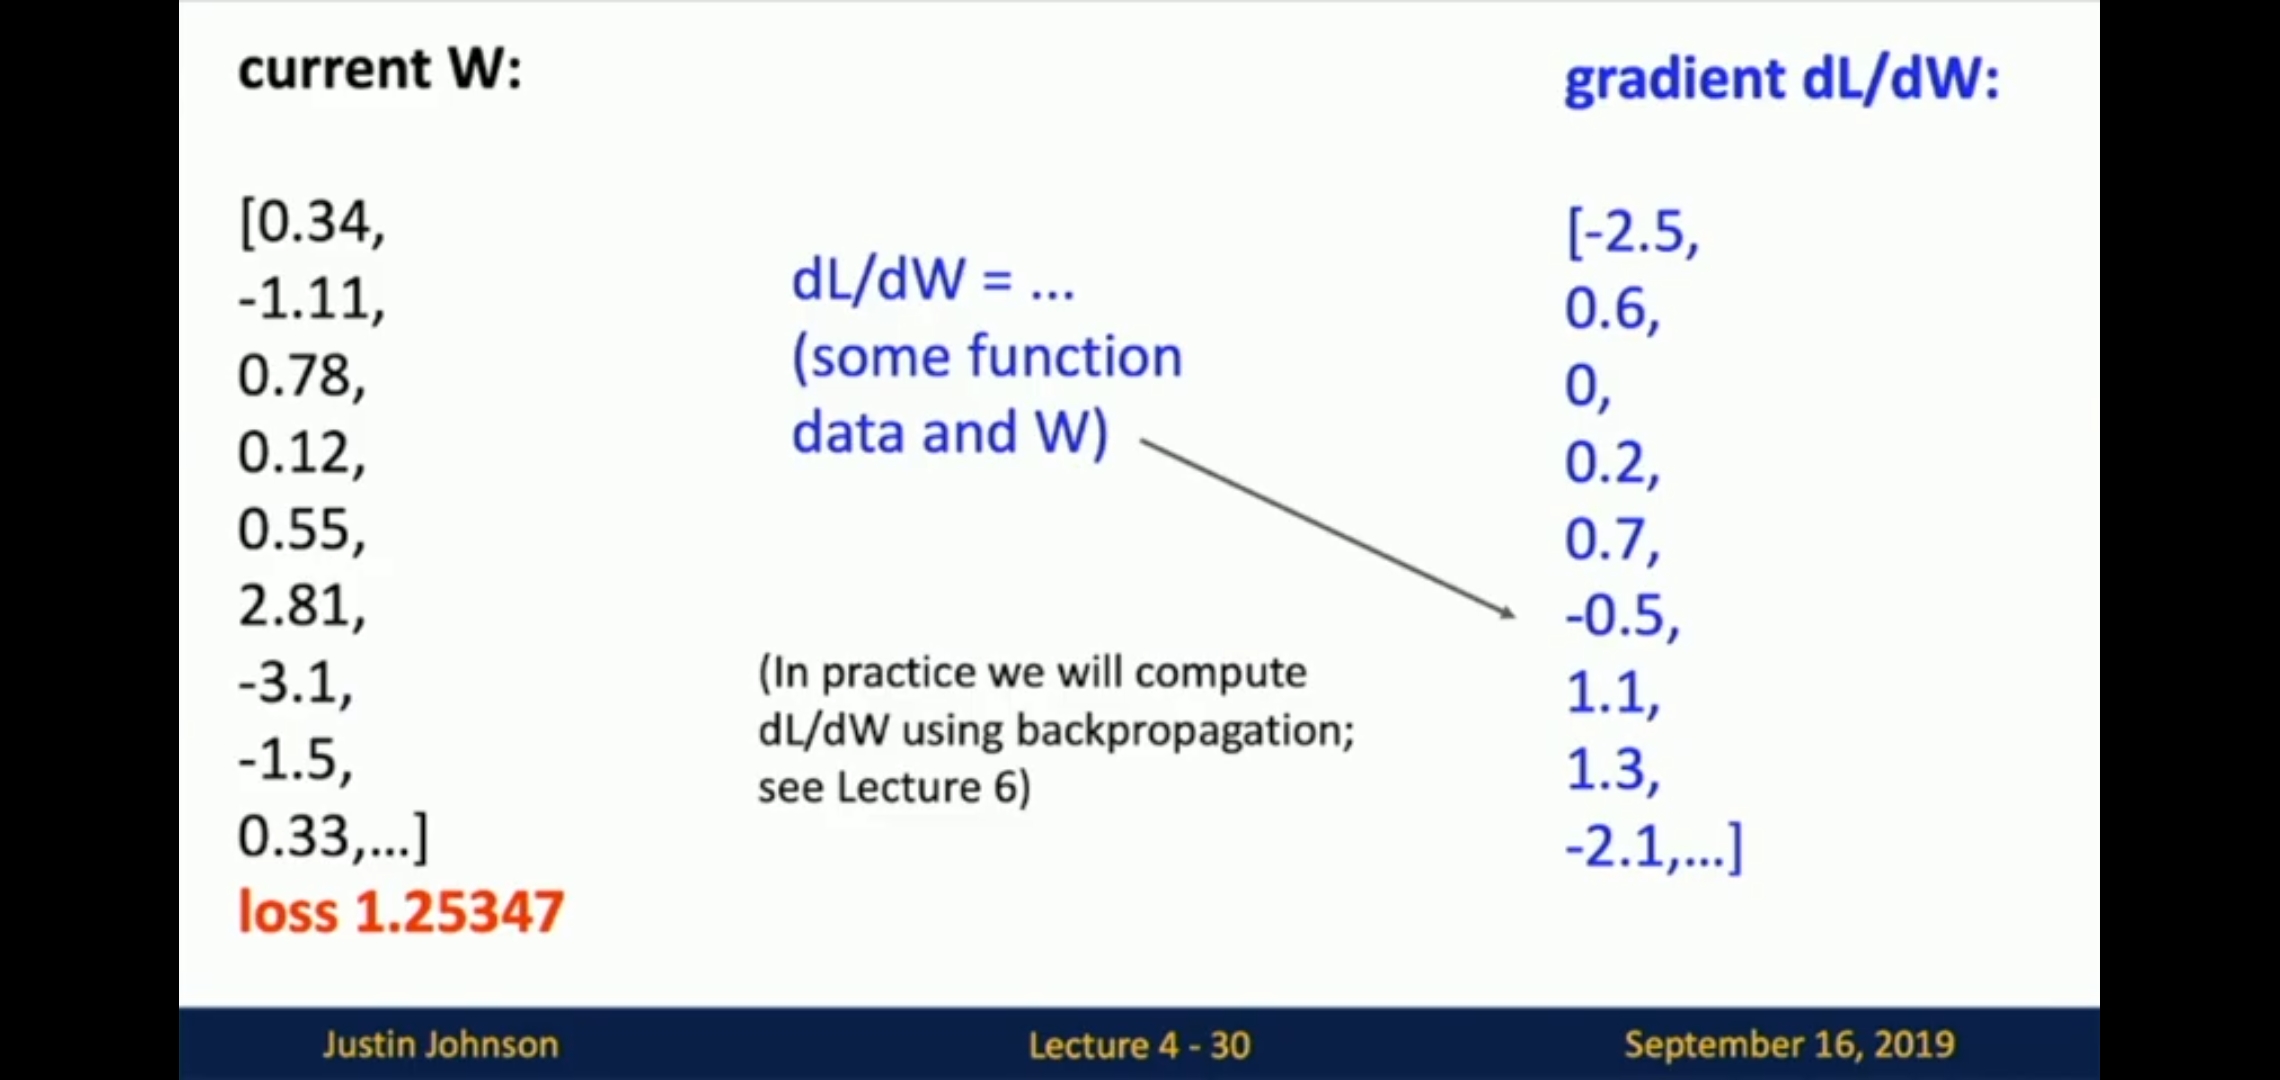 current W:
[0.34,
-1.11,
0.78,
0.12,
0.55,
2.81,
-3.1,
-1.5,
0.33,...]
loss 1.25347
dL/dW = ...
(some function
data and W)
(In practice we will compute
dL/dW using backpropagation;
see Lecture 6)
gradient dL/dW:
[-2.5,
0.6,
0,
0.2,
0.7,
-0.5,
1.1,
1.3,
-2.1,...]
Justin Johnson
Lecture 4 - 30
September 16, 2019